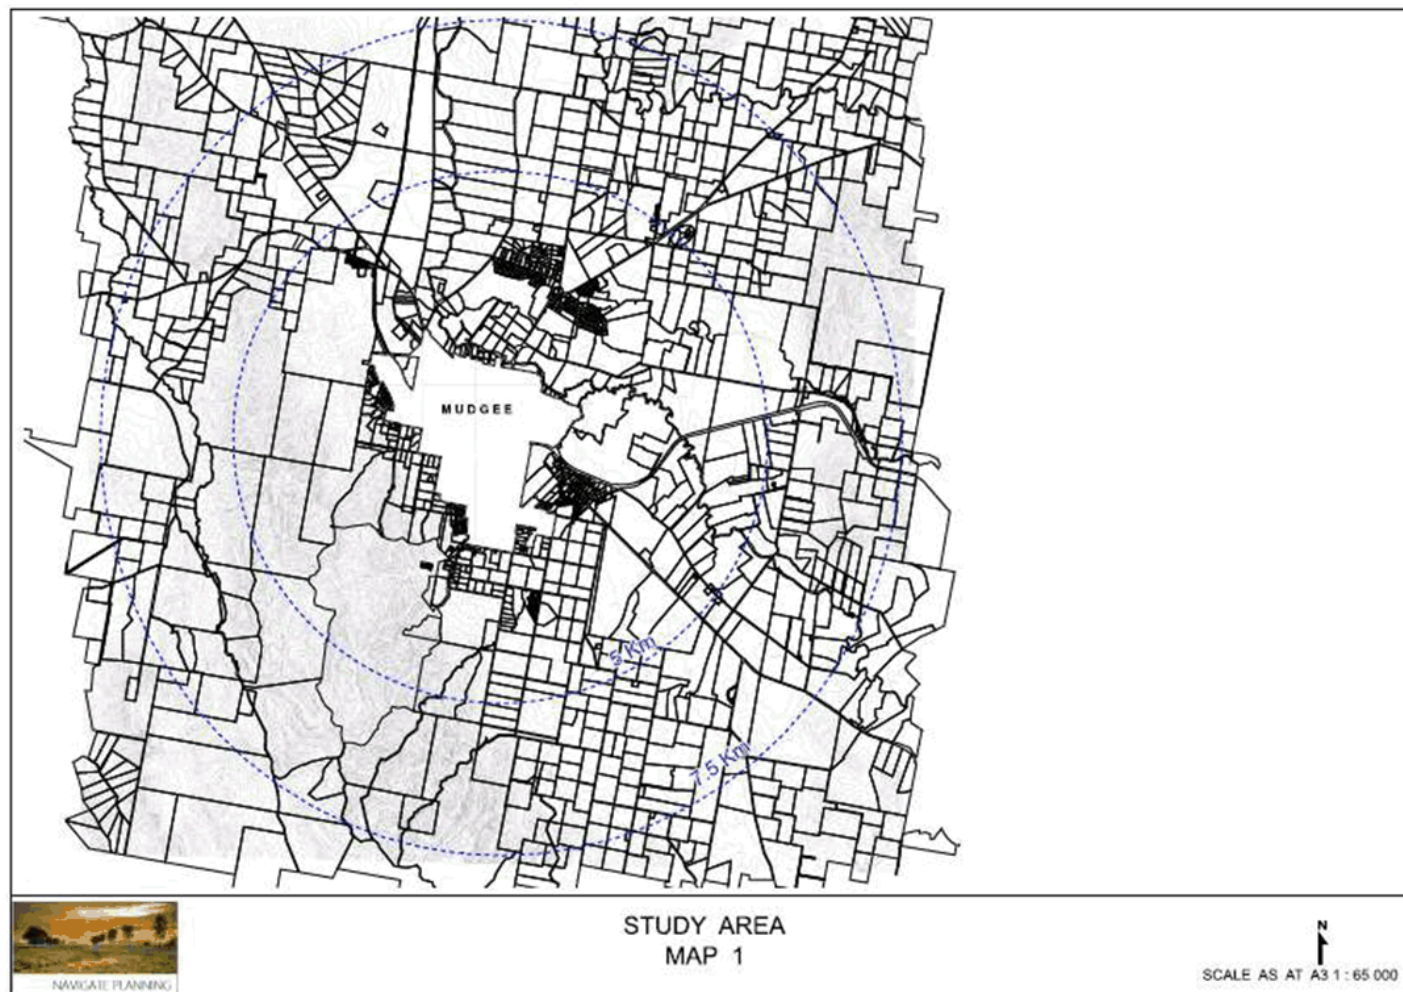 MUDGEE
5 Km
7.5 Km
STUDY AREA
MAP 1
NAVIGATE PLANNING
N
SCALE AS AT A3 1 : 65 000